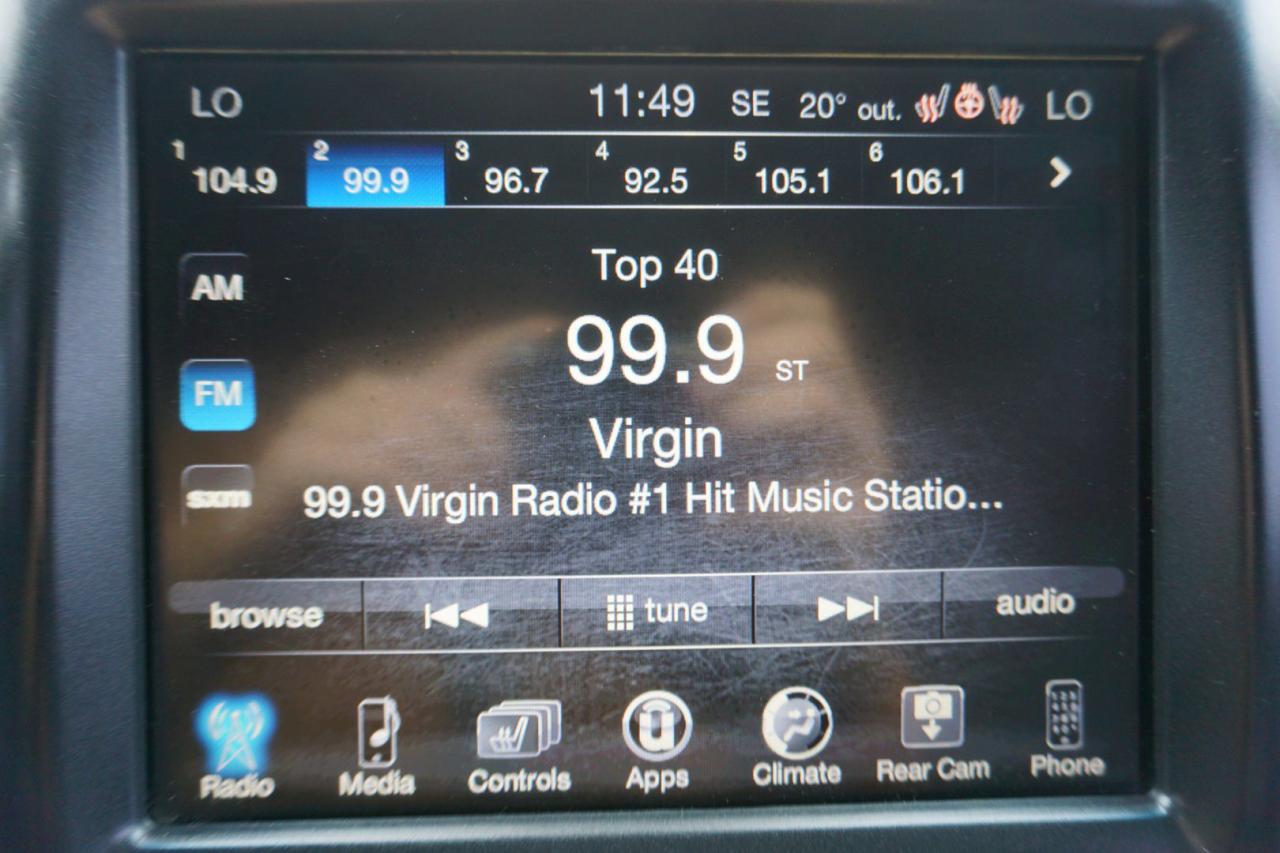 LO 11:49 SE 20° out. LO
1 104.9 2 99.9 3 96.7 4 92.5 5 105.1 6 106.1
Top 40
AM
99.9 ST
FM
Virgin
sxm
99.9 Virgin Radio #1 Hit Music Statio...
browse tune audio
Radio Media Controls Apps Climate Rear Cam Phone